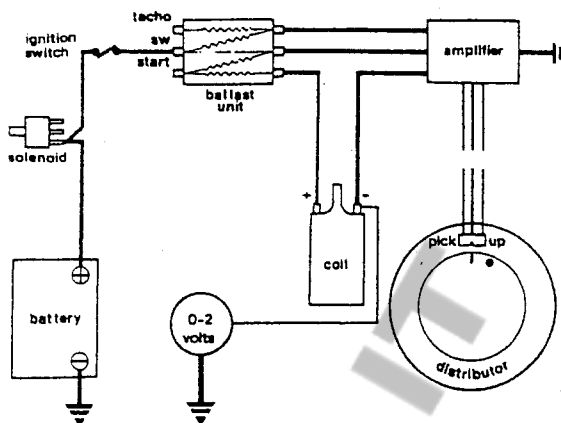 tacho
sw
start
ignition
switch
ballast
unit
amplifier
solenoid
+
-
coil
pick up
battery
0-2
volts
distributor